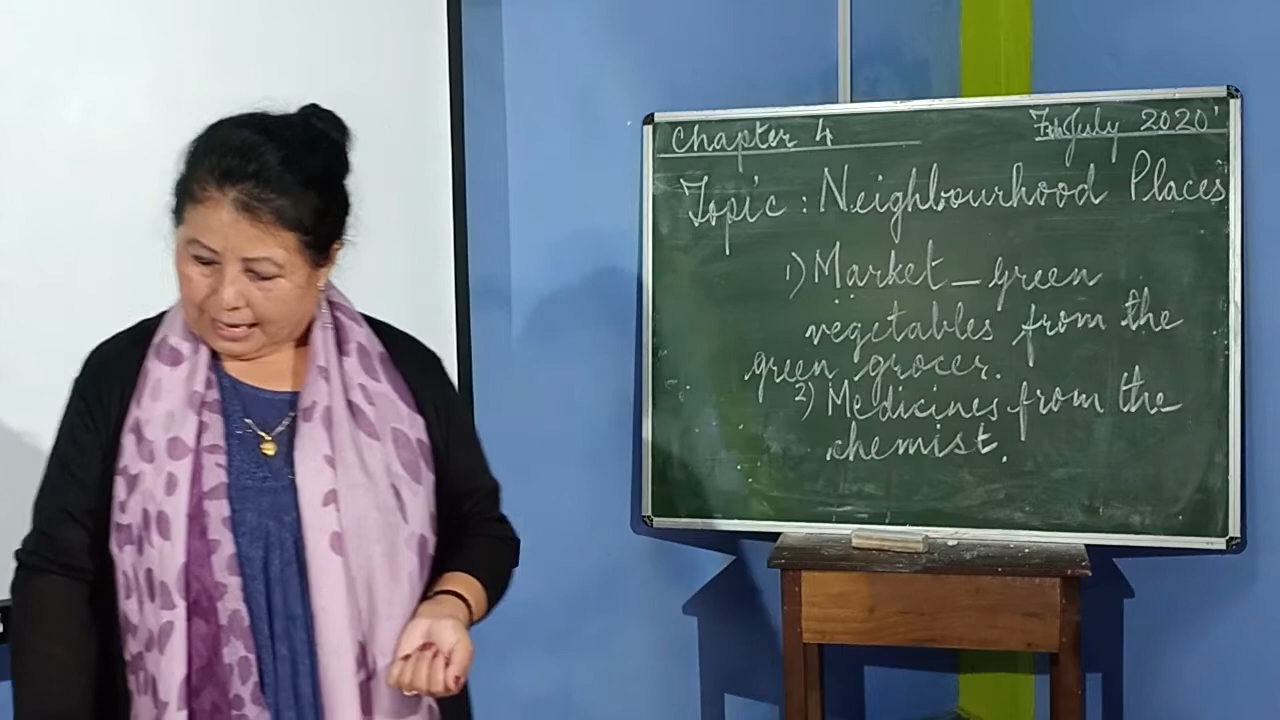 Chapter 4 7th July 2020
Topic : Neighbourhood Places
1) Market - green
vegetables from the
green grocer.
2) Medicines from the
chemist.